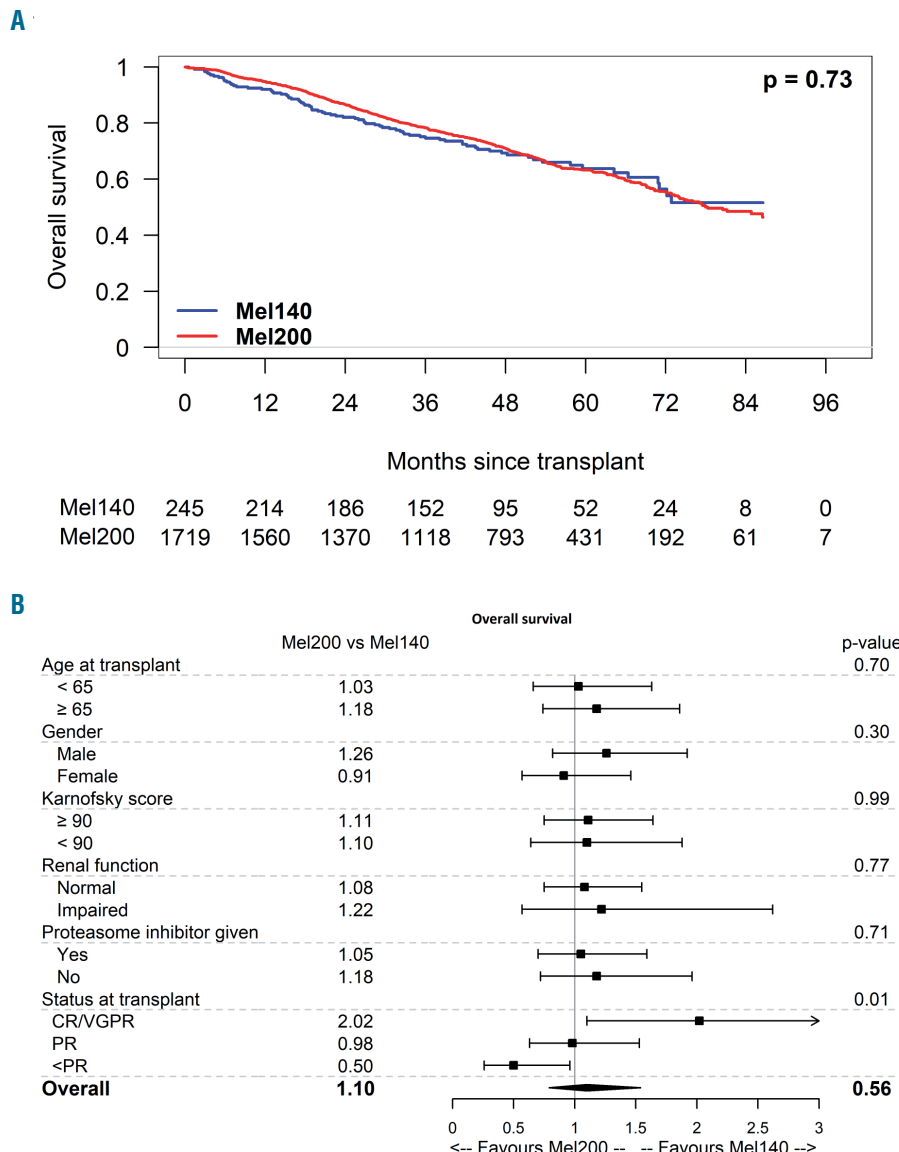 A
p = 0.73
Overall survival
1
0.8
0.6
0.4
0.2
0
Mel140
Mel200
0 12 24 36 48 60 72 84 96
Months since transplant
Mel140 245 214 186 152 95 52 24 8 0
Mel200 1719 1560 1370 1118 793 431 192 61 7
B
Overall survival
Mel200 vs Mel140 p-value
Age at transplant 0.70
< 65 1.03
≥ 65 1.18
Gender 0.30
Male 1.26
Female 0.91
Karnofsky score 0.99
≥ 90 1.11
< 90 1.10
Renal function 0.77
Normal 1.08
Impaired 1.22
Proteasome inhibitor given 0.71
Yes 1.05
No 1.18
Status at transplant 0.01
CR/VGPR 2.02
PR 0.98
<PR 0.50
Overall 1.10 0.56
0 0.5 1 1.5 2 2.5 3
<-- Favours Mel200 -- -- Favours Mel140 -->